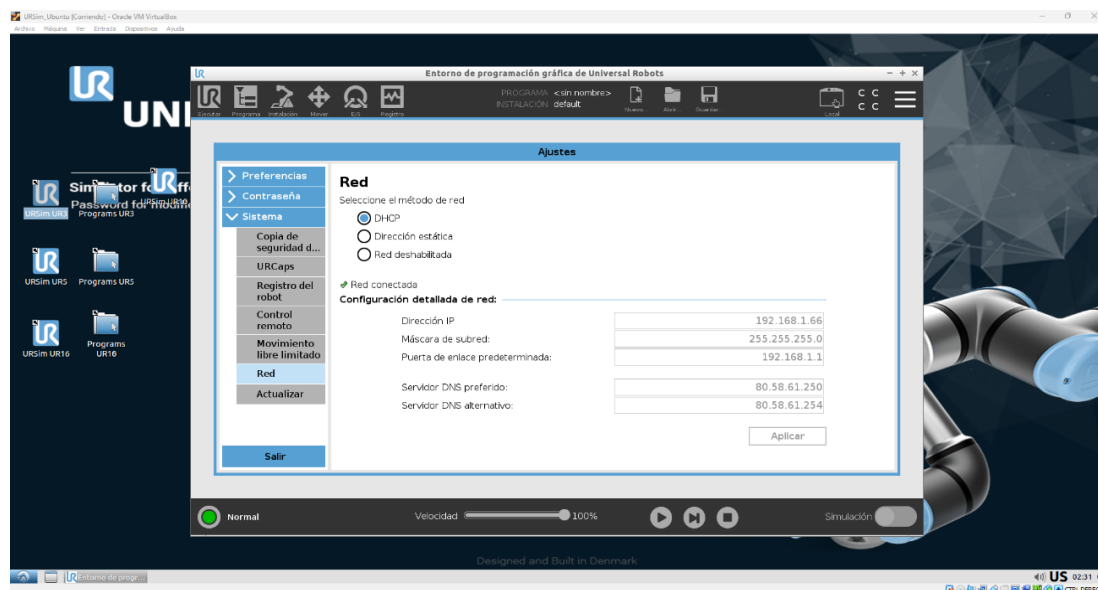 URSim_Ubuntu [Corriendo] - Oracle VM VirtualBox
Archivo Máquina Ver Entrada Dispositivos Ayuda
UR
UNI
URSim UR3
Programs UR3
URSim UR5
Programs UR5
URSim UR16
Programs UR16
Entorno de programación gráfica de Universal Robots
Ejecutar Programa Instalación Mover E/S Registro
PROGRAMA <sin nombre>
INSTALACIÓN default
Nuevo... Abrir... Guardar...
Local
C C
C C
Ajustes
Preferencias
Contraseña
Sistema
Copia de
seguridad d...
URCaps
Registro del
robot
Control
remoto
Movimiento
libre limitado
Red
Actualizar
Salir
Red
Seleccione el método de red
DHCP
Dirección estática
Red deshabilitada
Red conectada
Configuración detallada de red:
Dirección IP 192.168.1.66
Máscara de subred: 255.255.255.0
Puerta de enlace predeterminada: 192.168.1.1
Servidor DNS preferido: 80.58.61.250
Servidor DNS alternativo: 80.58.61.254
Aplicar
Normal
Velocidad 100%
Simulación
Designed and Built in Denmark
Entorno de progr...
US 02:31